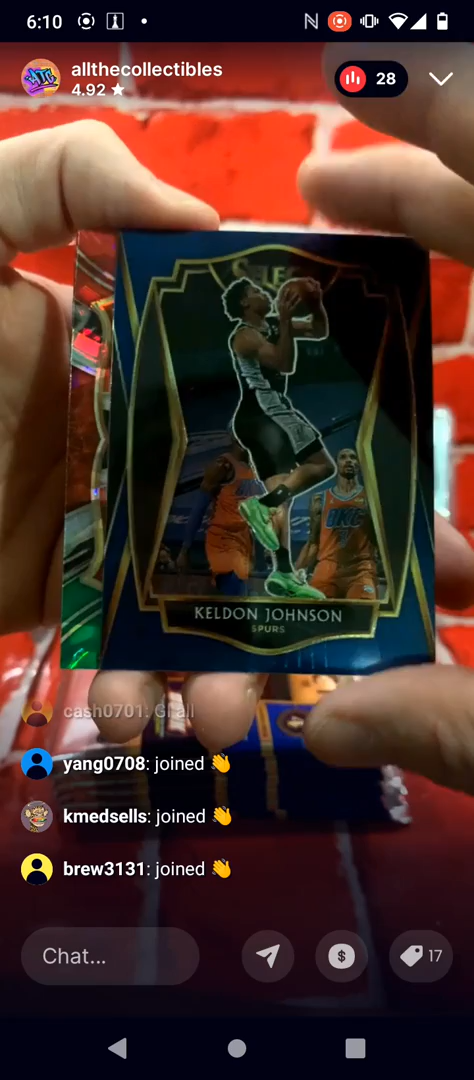 6:10
allthecollectibles
4.92 ★
28
SELECT
OKC
KELDON JOHNSON
SPURS
cash0701: Gl all
yang0708: joined 👋
kmedsells: joined 👋
brew3131: joined 👋
Chat...
$
17